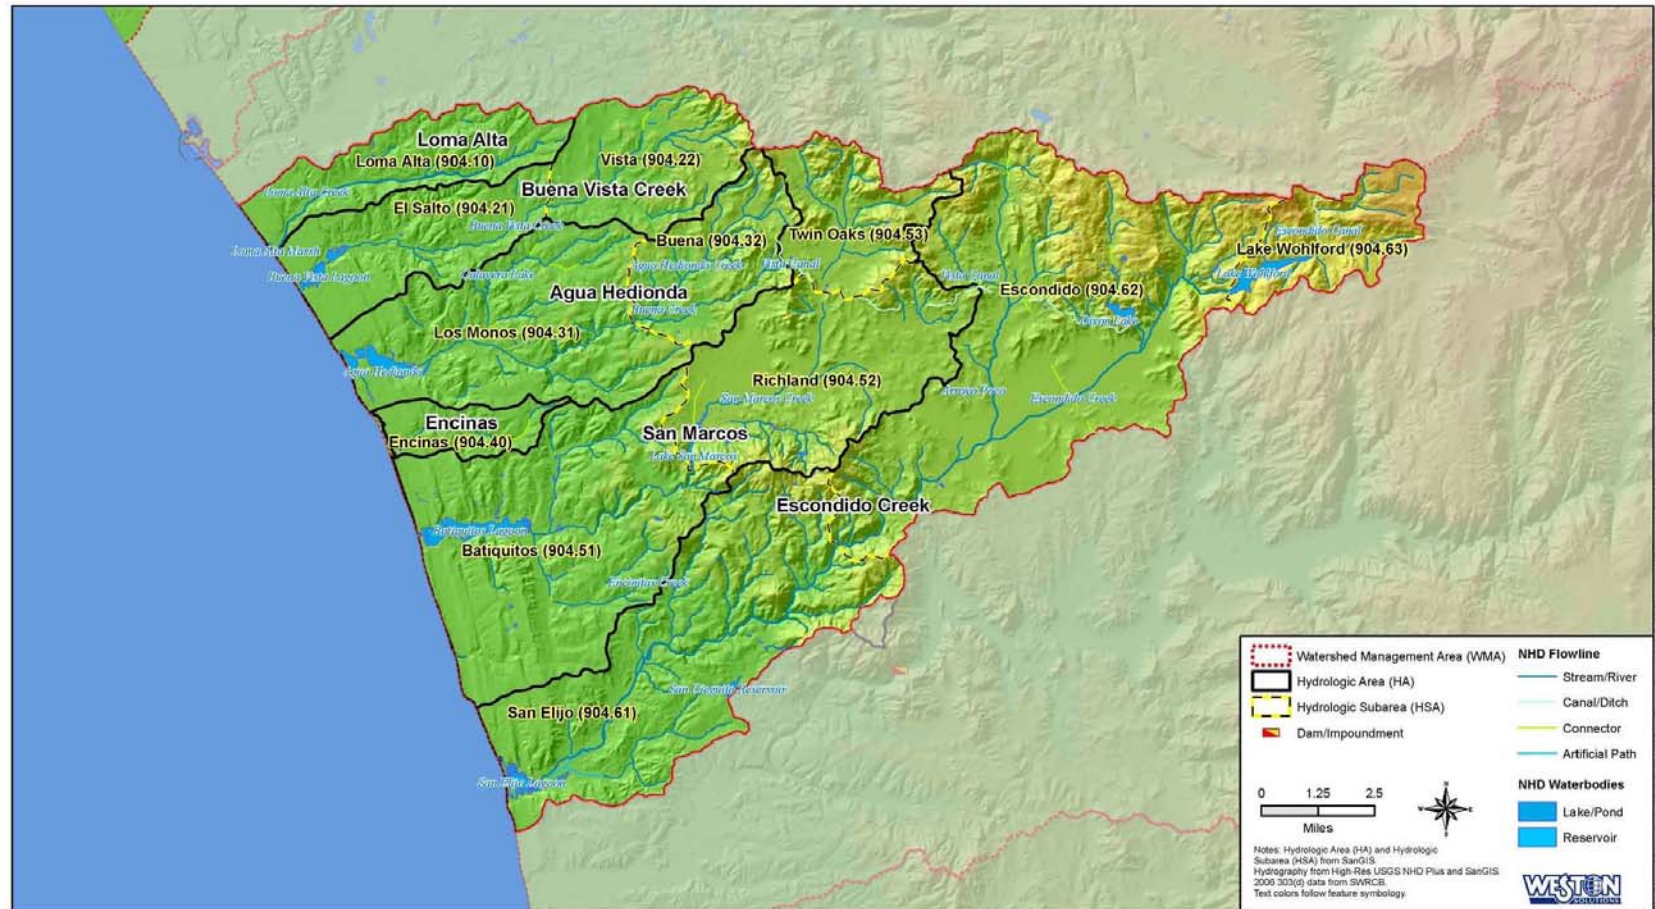 Loma Alta
Loma Alta (904.10)
Vista (904.22)
Loma Alta Creek
Buena Vista Creek
El Salto (904.21)
Buena Vista Creek
Loma Alta Marsh
Buena Vista Lagoon
Calavera Lake
Buena (904.32)
Agua Hedionda Creek
Twin Oaks (904.53)
Vista Canal
Vista Canal
Escondido Canal
Lake Wohlford (904.63)
Lake Wohlford
Agua Hedionda
Buena Creek
Escondido (904.62)
Dixon Lake
Los Monos (904.31)
Agua Hedionda
Richland (904.52)
San Marcos Creek
Escondido Creek
Encinas
Encinas (904.40)
San Marcos
Lake San Marcos
Escondido Creek
Batiquitos Lagoon
Batiquitos (904.51)
Encinitas Creek
San Dieguito Reservoir
San Elijo (904.61)
San Elijo Lagoon
Watershed Management Area (WMA)
Hydrologic Area (HA)
Hydrologic Subarea (HSA)
Dam/Impoundment
NHD Flowline
Stream/River
Canal/Ditch
Connector
Artificial Path
NHD Waterbodies
Lake/Pond
Reservoir
0 1.25 2.5
Miles
N
W E
S
Notes: Hydrologic Area (HA) and Hydrologic
Subarea (HSA) from SanGIS.
Hydrography from High-Res USGS NHD Plus and SanGIS.
2006 303(d) data from SWRCB.
Text colors follow feature symbology.
WESTON
SOLUTIONS